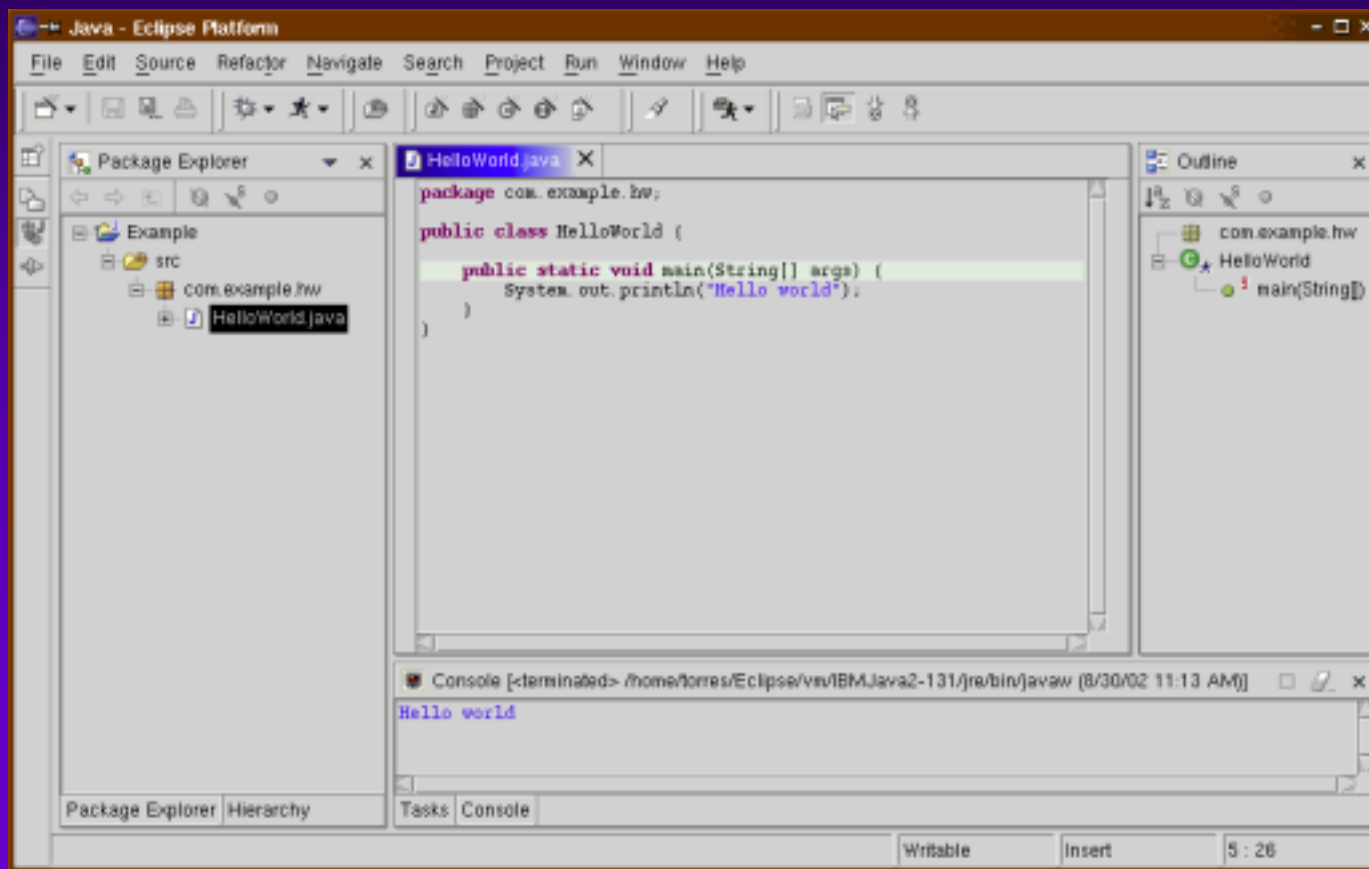 Java - Eclipse Platform
File Edit Source Refactor Navigate Search Project Run Window Help
Package Explorer
Example
src
com.example.hw
HelloWorld.java
Package Explorer Hierarchy
HelloWorld.java
package com.example.hw;
public class HelloWorld {
public static void main(String[] args) {
System.out.println("Hello world");
}
}
Outline
com.example.hw
HelloWorld
main(String[])
Console [<terminated> /home/torres/Eclipse/vm/IBMJava2-131/jre/bin/javaw (8/30/02 11:13 AM)]
Hello world
Tasks Console
Writable Insert 5 : 26